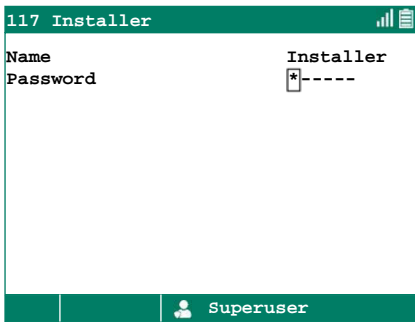 117 Installer
Name Installer
Password *-----
Superuser